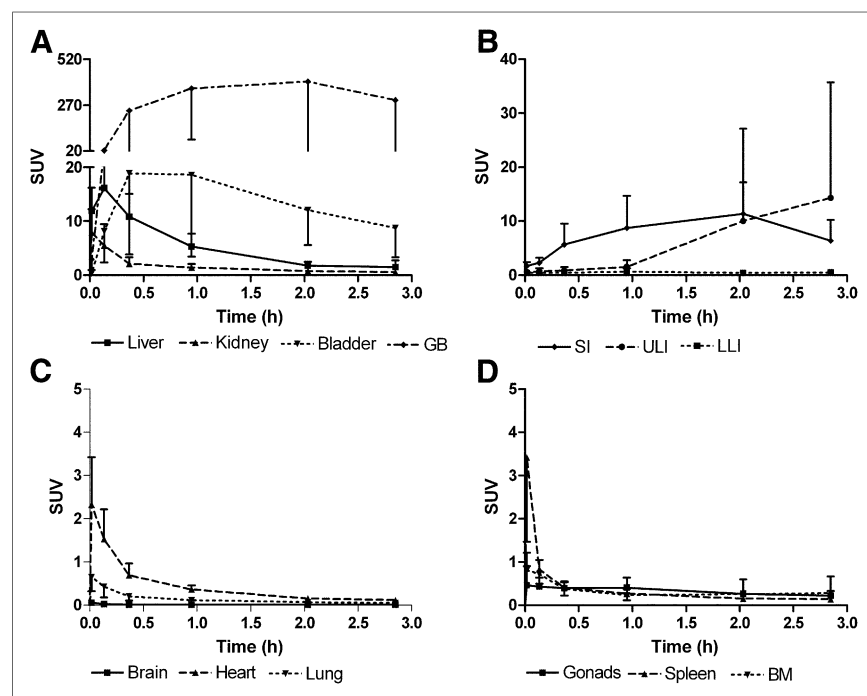 A
520
270
20
20
10
0
SUV
0.0 0.5 1.0 1.5 2.0 2.5 3.0
Time (h)
Liver Kidney Bladder GB
B
40
30
20
10
0
SUV
0.0 0.5 1.0 1.5 2.0 2.5 3.0
Time (h)
SI ULI LLI
C
5
4
3
2
1
0
SUV
0.0 0.5 1.0 1.5 2.0 2.5 3.0
Time (h)
Brain Heart Lung
D
5
4
3
2
1
0
SUV
0.0 0.5 1.0 1.5 2.0 2.5 3.0
Time (h)
Gonads Spleen BM